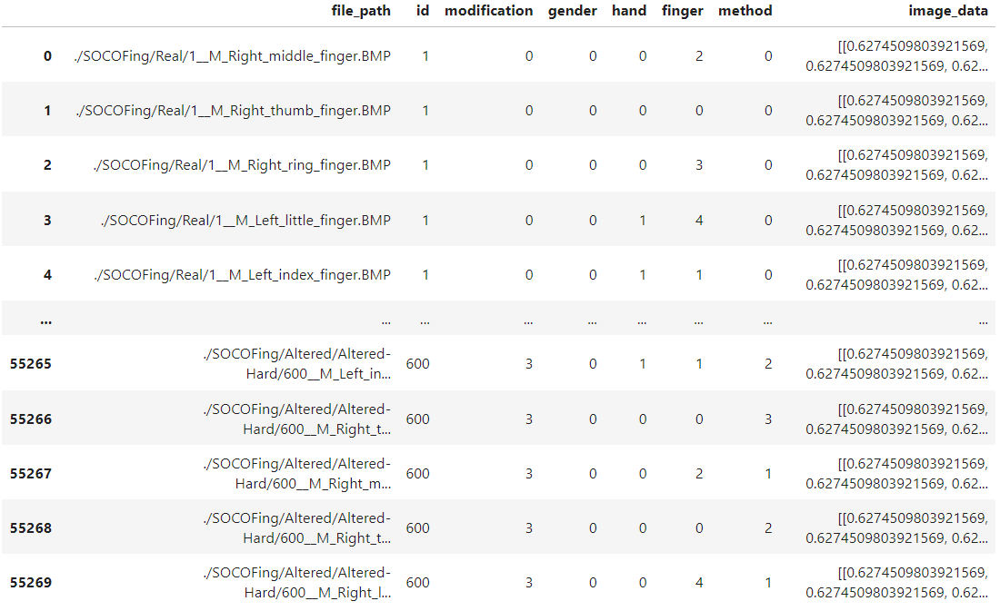 file_path id modification gender hand finger method image_data
0 ./SOCOFing/Real/1__M_Right_middle_finger.BMP 1 0 0 0 2 0 [[0.6274509803921569, 0.6274509803921569, 0.62...
1 ./SOCOFing/Real/1__M_Right_thumb_finger.BMP 1 0 0 0 0 0 [[0.6274509803921569, 0.6274509803921569, 0.62...
2 ./SOCOFing/Real/1__M_Right_ring_finger.BMP 1 0 0 0 3 0 [[0.6274509803921569, 0.6274509803921569, 0.62...
3 ./SOCOFing/Real/1__M_Left_little_finger.BMP 1 0 0 1 4 0 [[0.6274509803921569, 0.6274509803921569, 0.62...
4 ./SOCOFing/Real/1__M_Left_index_finger.BMP 1 0 0 1 1 0 [[0.6274509803921569, 0.6274509803921569, 0.62...
... ... ... ... ... ... ... ... ...
55265 ./SOCOFing/Altered/Altered-Hard/600__M_Left_in... 600 3 0 1 1 2 [[0.6274509803921569, 0.6274509803921569, 0.62...
55266 ./SOCOFing/Altered/Altered-Hard/600__M_Right_t... 600 3 0 0 0 3 [[0.6274509803921569, 0.6274509803921569, 0.62...
55267 ./SOCOFing/Altered/Altered-Hard/600__M_Right_m... 600 3 0 0 2 1 [[0.6274509803921569, 0.6274509803921569, 0.62...
55268 ./SOCOFing/Altered/Altered-Hard/600__M_Right_t... 600 3 0 0 0 2 [[0.6274509803921569, 0.6274509803921569, 0.62...
55269 ./SOCOFing/Altered/Altered-Hard/600__M_Right_l... 600 3 0 0 4 1 [[0.6274509803921569, 0.6274509803921569, 0.62...